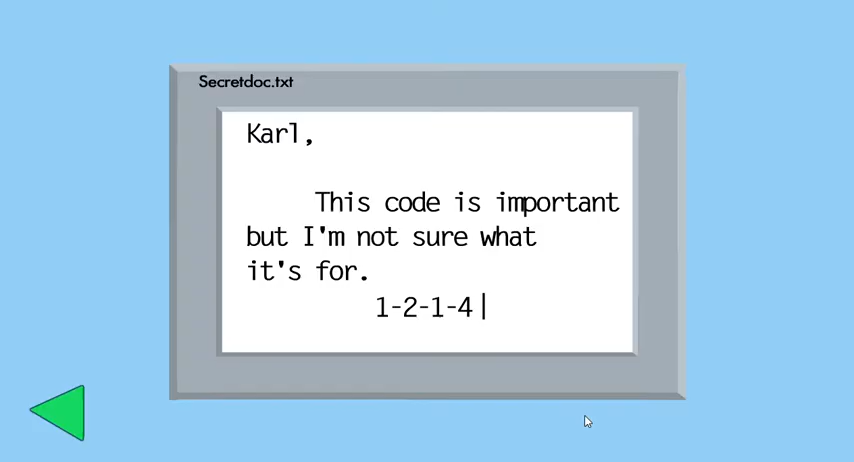 Secretdoc.txt
Karl,
This code is important
but I'm not sure what
it's for.
1-2-1-4